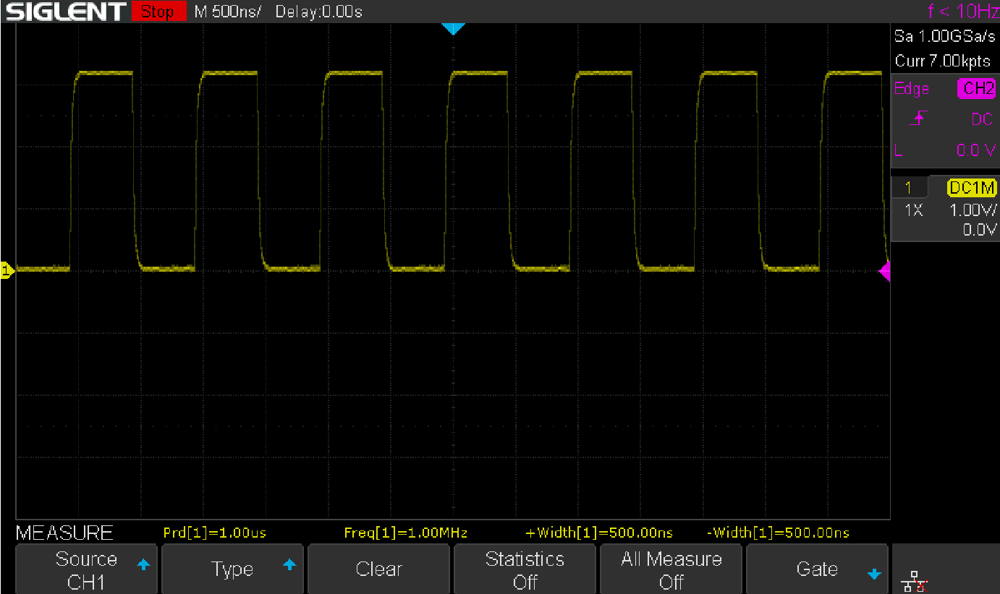 SIGLENT Stop M 500ns/ Delay:0.00s f < 10Hz
Sa 1.00GSa/s
Curr 7.00kpts
Edge CH2
DC
L 0.0 V
1 DC1M
1X 1.00V/
0.0V
1
MEASURE Prd[1]=1.00us Freq[1]=1.00MHz +Width[1]=500.00ns -Width[1]=500.00ns
Source
CH1
Type
Clear
Statistics
Off
All Measure
Off
Gate